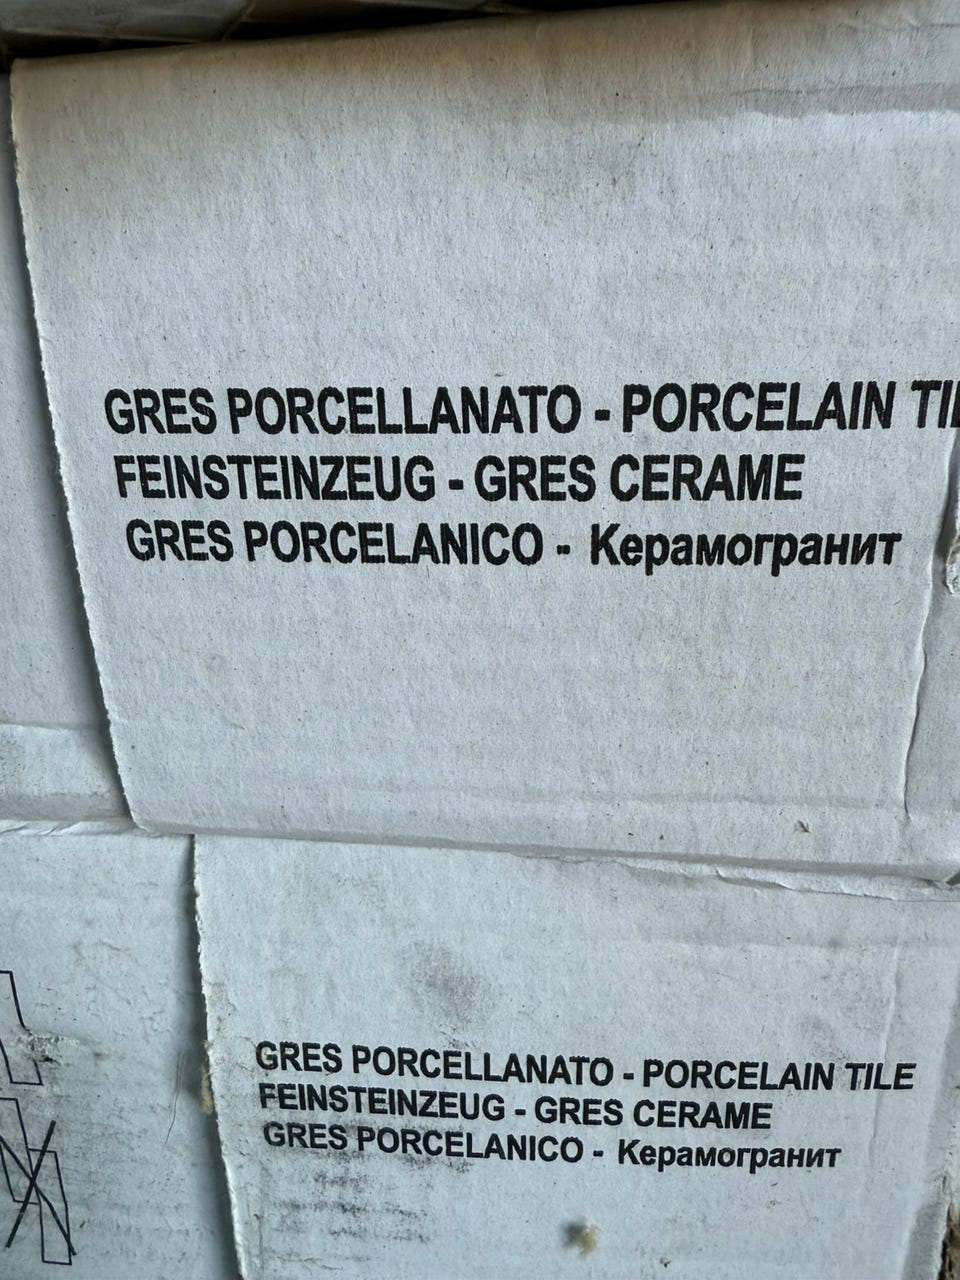 GRES PORCELLANATO - PORCELAIN TIL
FEINSTEINZEUG - GRES CERAME
GRES PORCELANICO - Керамогранит
GRES PORCELLANATO - PORCELAIN TILE
FEINSTEINZEUG - GRES CERAME
GRES PORCELANICO - Керамогранит